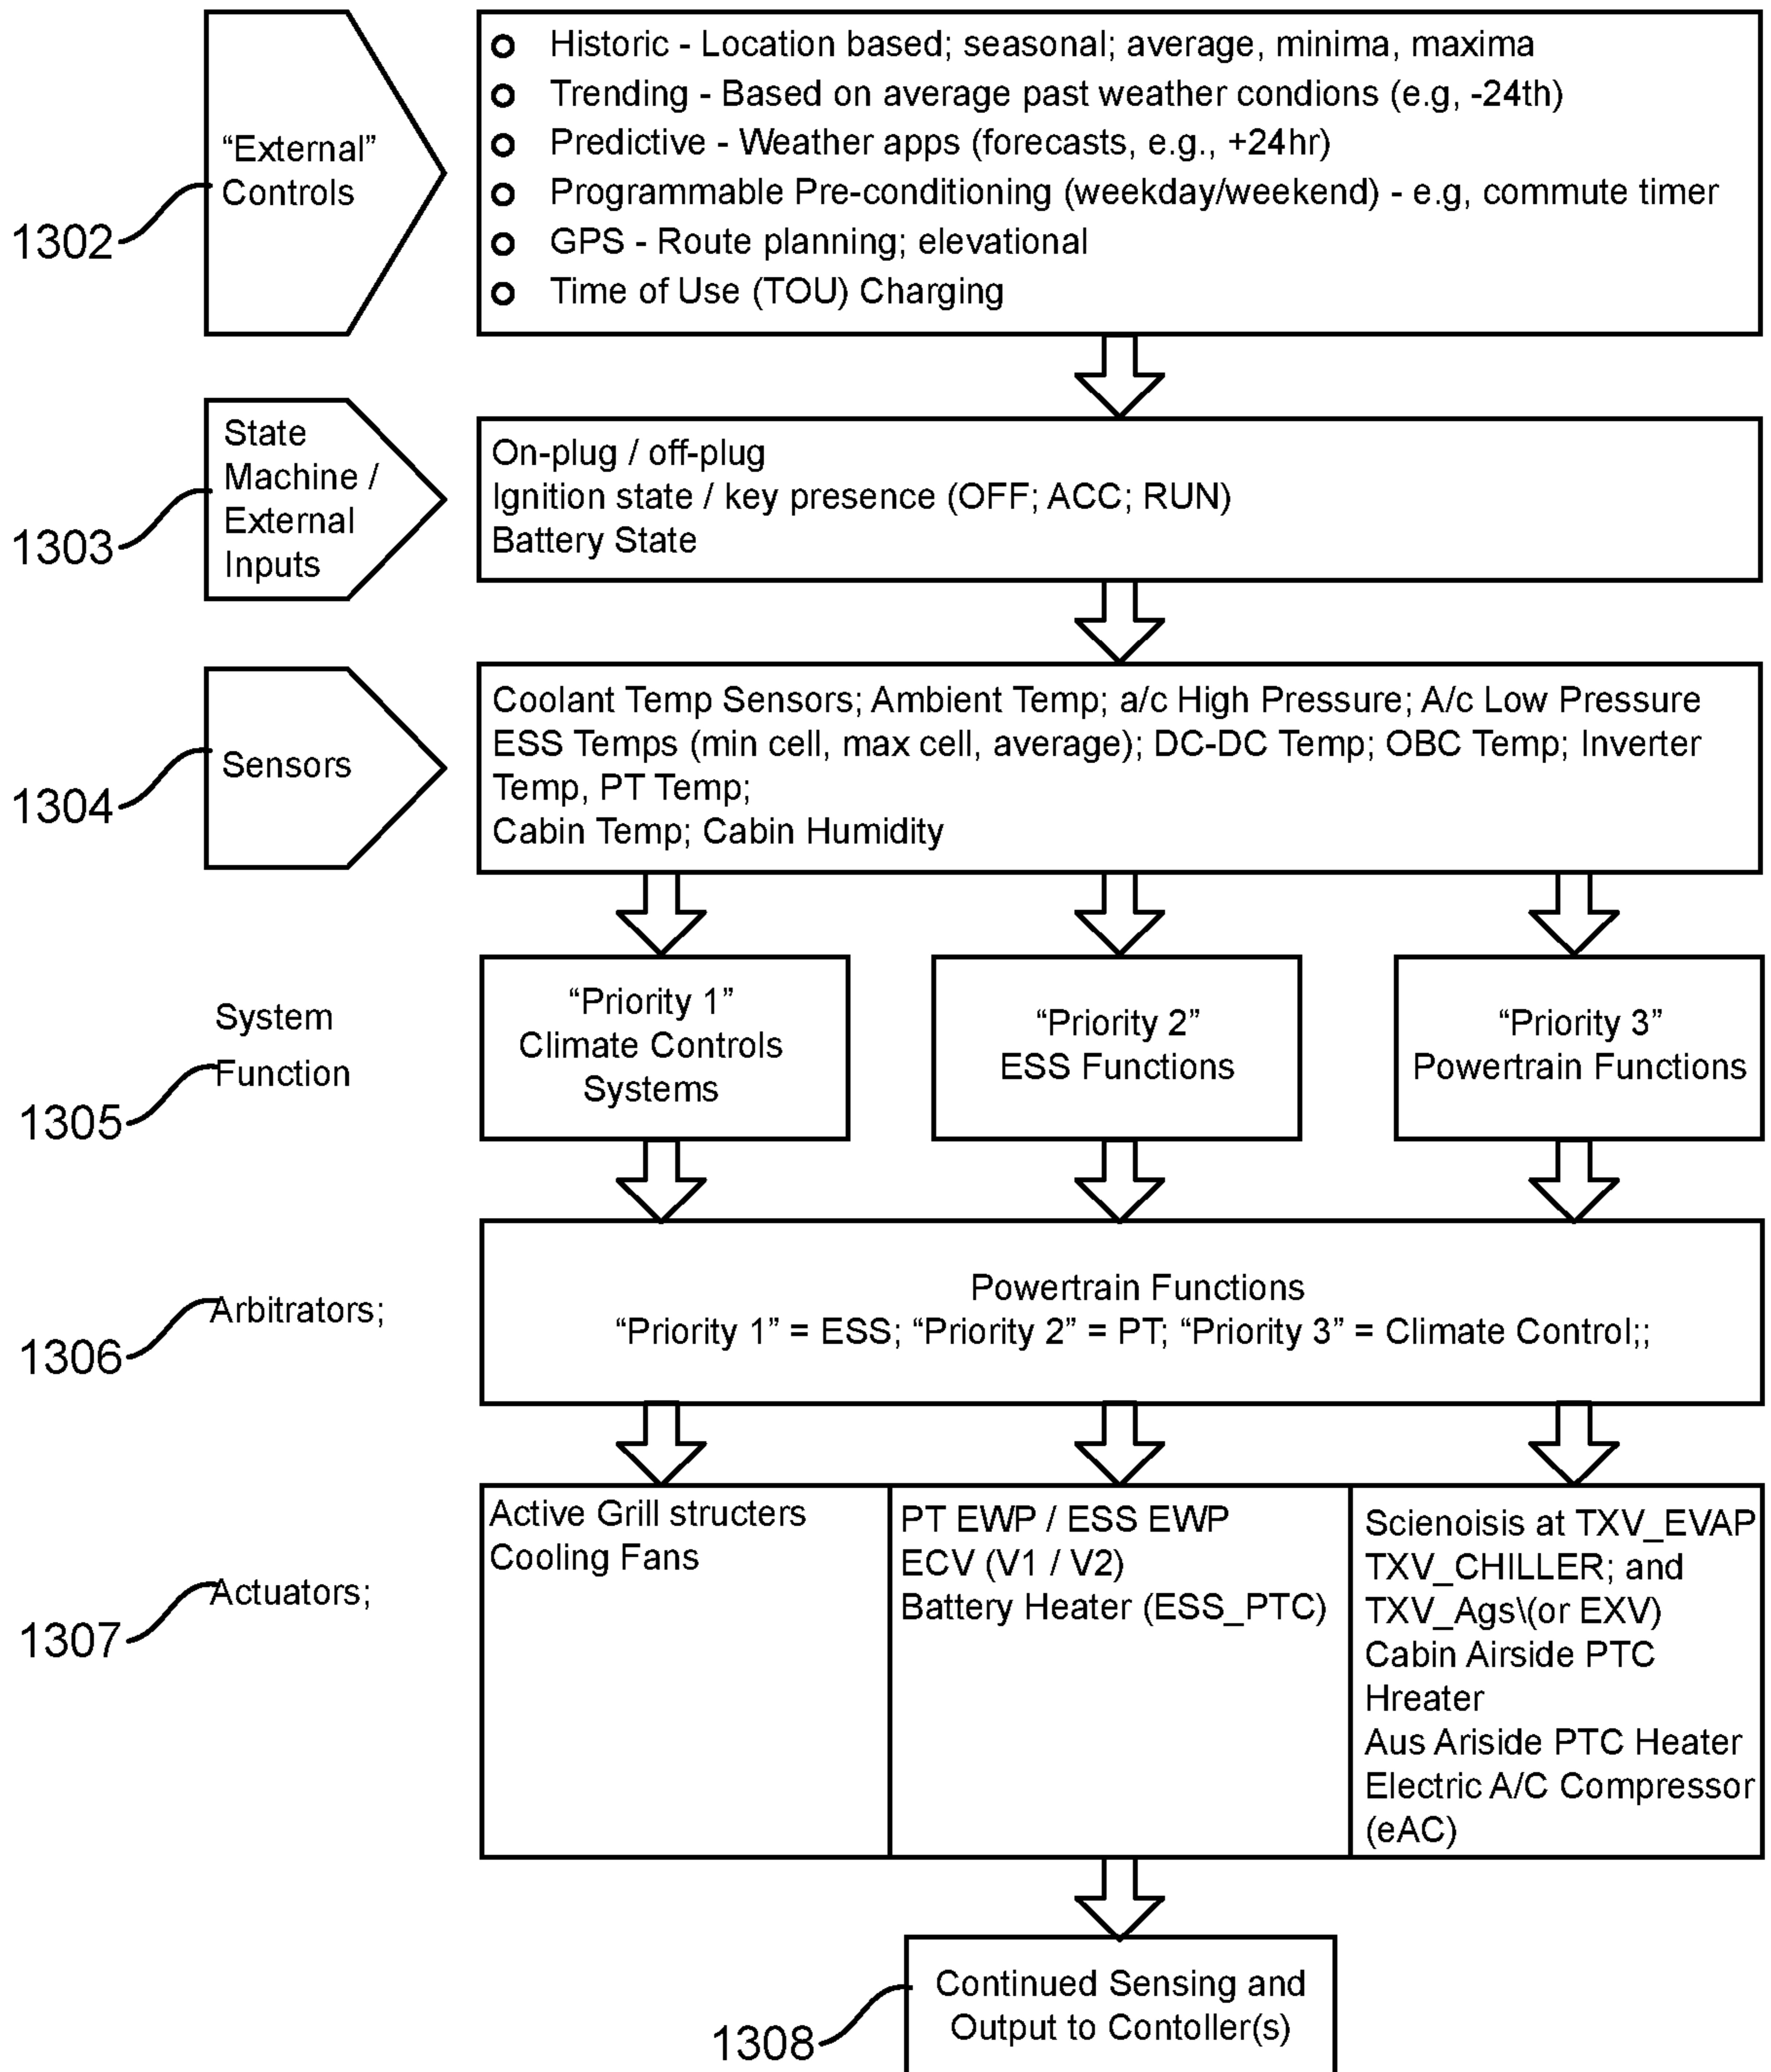 "External"
Controls
1302
o Historic - Location based; seasonal; average, minima, maxima
o Trending - Based on average past weather condions (e.g, -24th)
o Predictive - Weather apps (forecasts, e.g., +24hr)
o Programmable Pre-conditioning (weekday/weekend) - e.g, commute timer
o GPS - Route planning; elevational
o Time of Use (TOU) Charging
State
Machine /
External
Inputs
1303
On-plug / off-plug
Ignition state / key presence (OFF; ACC; RUN)
Battery State
Sensors
1304
Coolant Temp Sensors; Ambient Temp; a/c High Pressure; A/c Low Pressure
ESS Temps (min cell, max cell, average); DC-DC Temp; OBC Temp; Inverter
Temp, PT Temp;
Cabin Temp; Cabin Humidity
System
Function
1305
“Priority 1”
Climate Controls
Systems
“Priority 2”
ESS Functions
“Priority 3”
Powertrain Functions
Arbitrators;
1306
Powertrain Functions
“Priority 1” = ESS; “Priority 2” = PT; “Priority 3” = Climate Control;;
Actuators;
1307
Active Grill structers
Cooling Fans
PT EWP / ESS EWP
ECV (V1 / V2)
Battery Heater (ESS_PTC)
Scienoisis at TXV_EVAP
TXV_CHILLER; and
TXV_Ags\(or EXV)
Cabin Airside PTC
Hreater
Aus Ariside PTC Heater
Electric A/C Compressor
(eAC)
1308
Continued Sensing and
Output to Contoller(s)